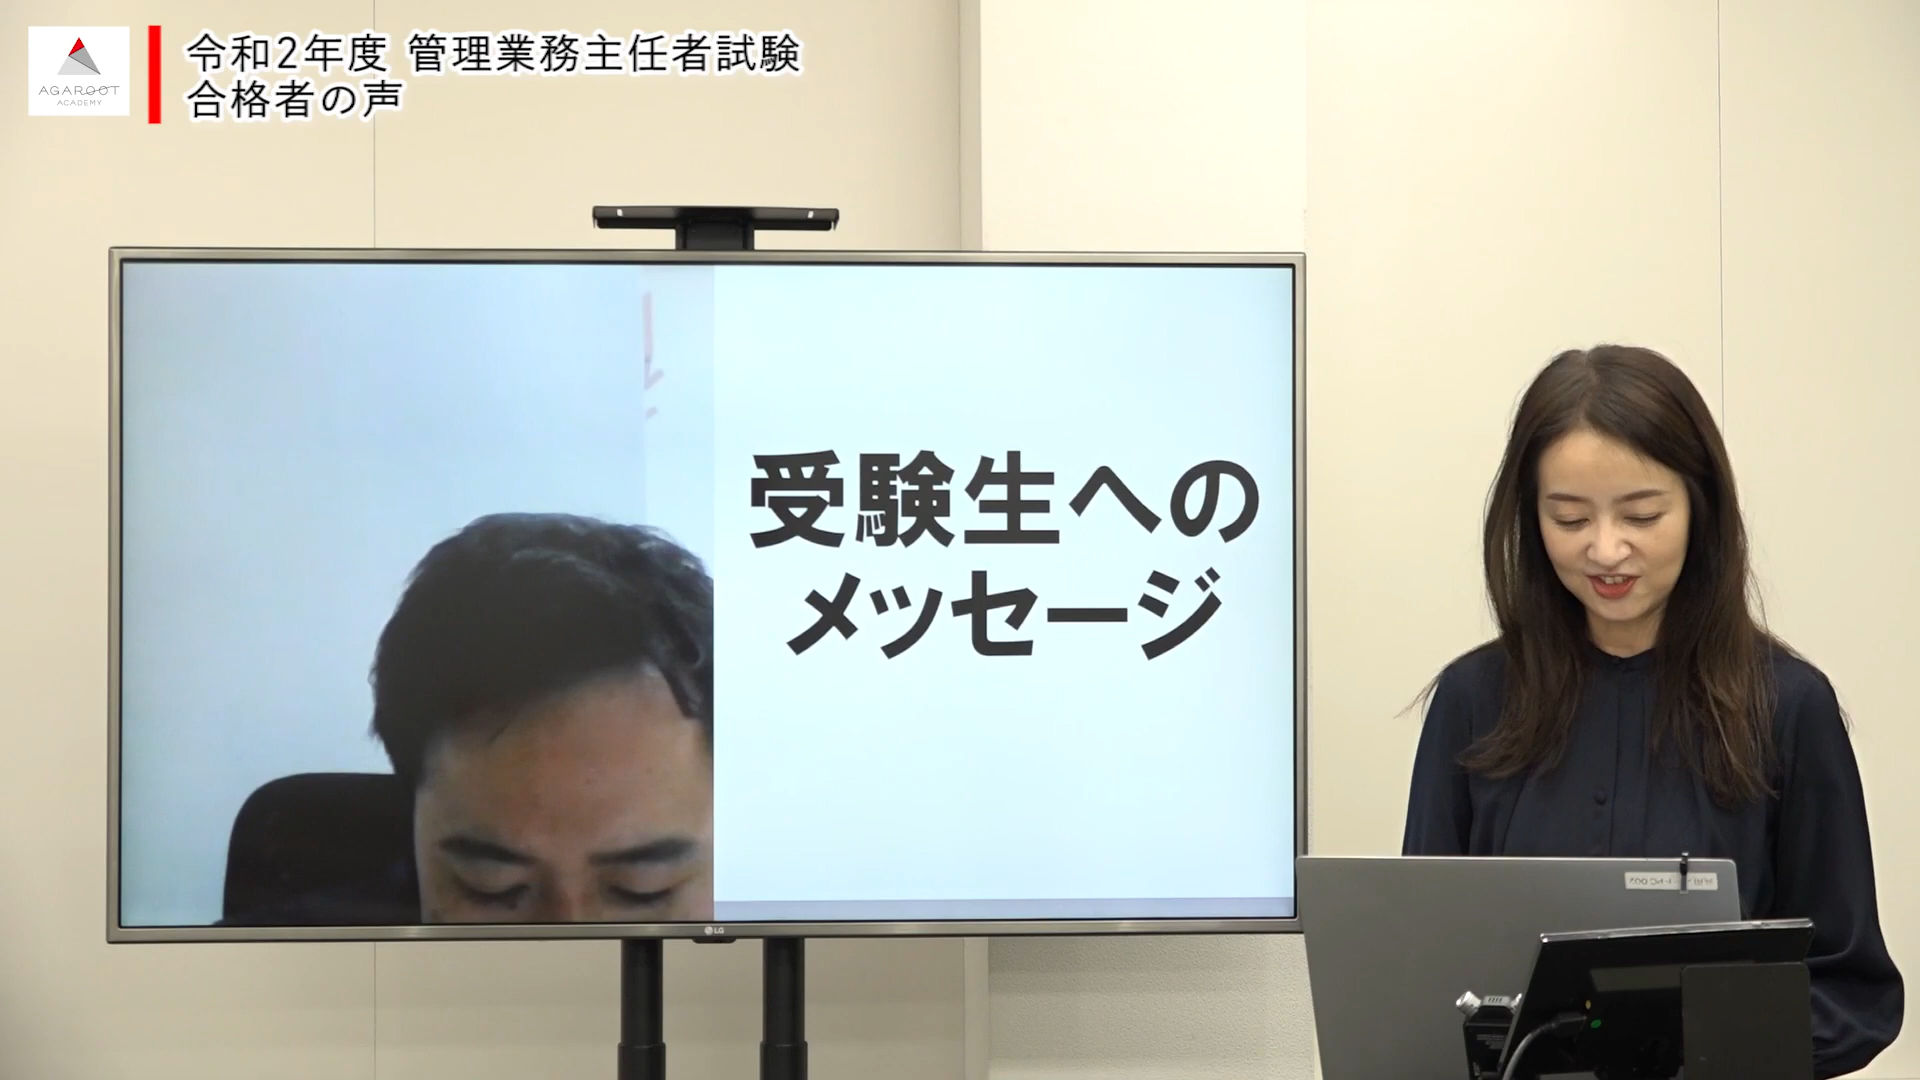 AGAROOT
ACADEMY
令和2年度 管理業務主任者試験
合格者の声
受験生への
メッセージ
LG